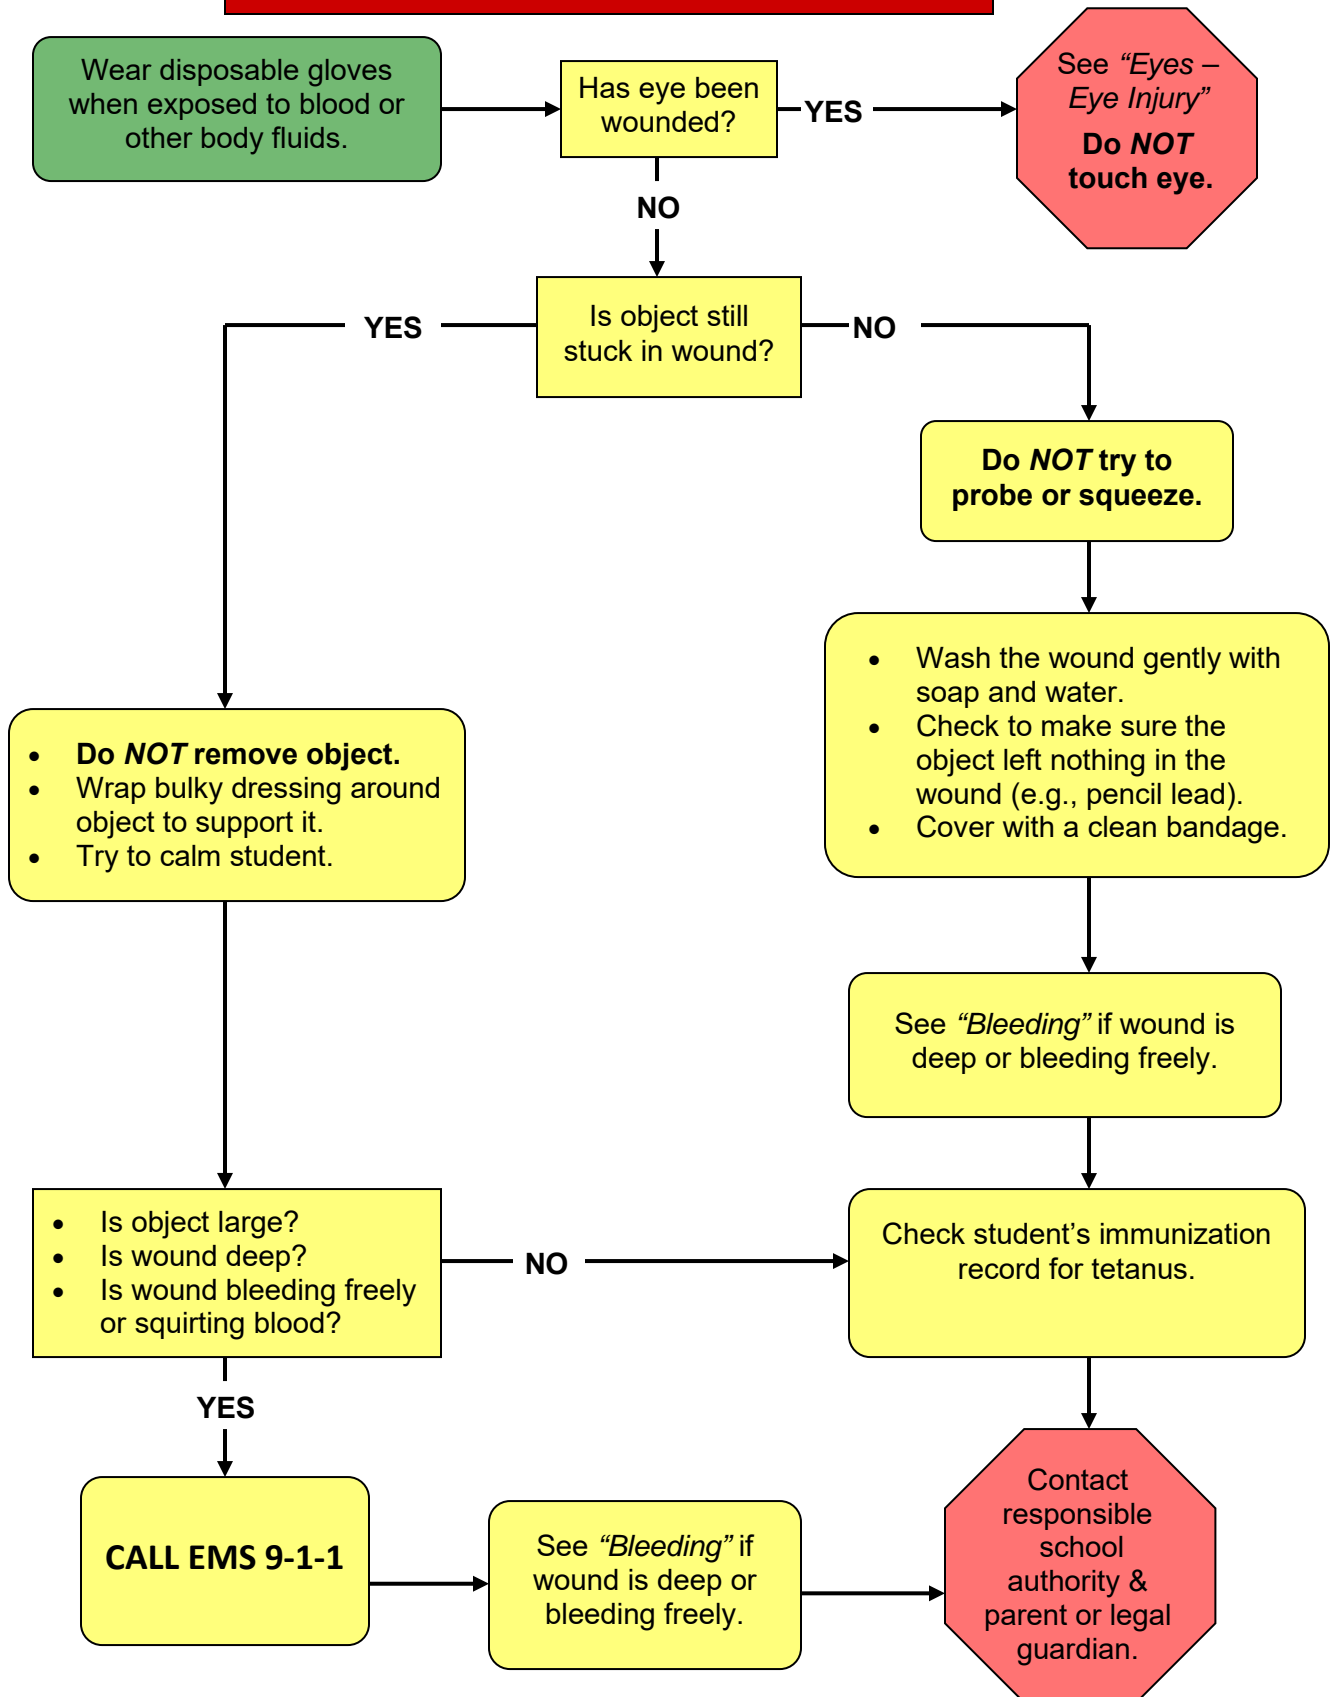 Wear disposable gloves
when exposed to blood or
other body fluids.
Has eye been
wounded?
YES
See “Eyes –
Eye Injury”
Do NOT
touch eye.
NO
Is object still
stuck in wound?
YES
NO
Do NOT try to
probe or squeeze.
• Wash the wound gently with
soap and water.
• Check to make sure the
object left nothing in the
wound (e.g., pencil lead).
• Cover with a clean bandage.
• Do NOT remove object.
• Wrap bulky dressing around
object to support it.
• Try to calm student.
See “Bleeding” if wound is
deep or bleeding freely.
• Is object large?
• Is wound deep?
• Is wound bleeding freely
or squirting blood?
NO
Check student’s immunization
record for tetanus.
YES
CALL EMS 9-1-1
See “Bleeding” if
wound is deep or
bleeding freely.
Contact
responsible
school
authority &
parent or legal
guardian.